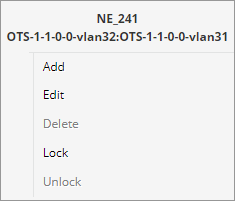 NE_241
OTS-1-1-0-0-vlan32:OTS-1-1-0-0-vlan31
Add
Edit
Delete
Lock
Unlock